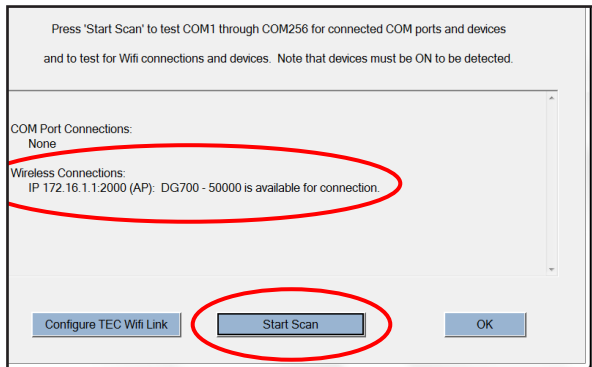 Press 'Start Scan' to test COM1 through COM256 for connected COM ports and devices
and to test for Wifi connections and devices.  Note that devices must be ON to be detected.
COM Port Connections:
None
Wireless Connections:
IP 172.16.1.1:2000 (AP):  DG700 - 50000 is available for connection.
Configure TEC Wifi Link
Start Scan
OK